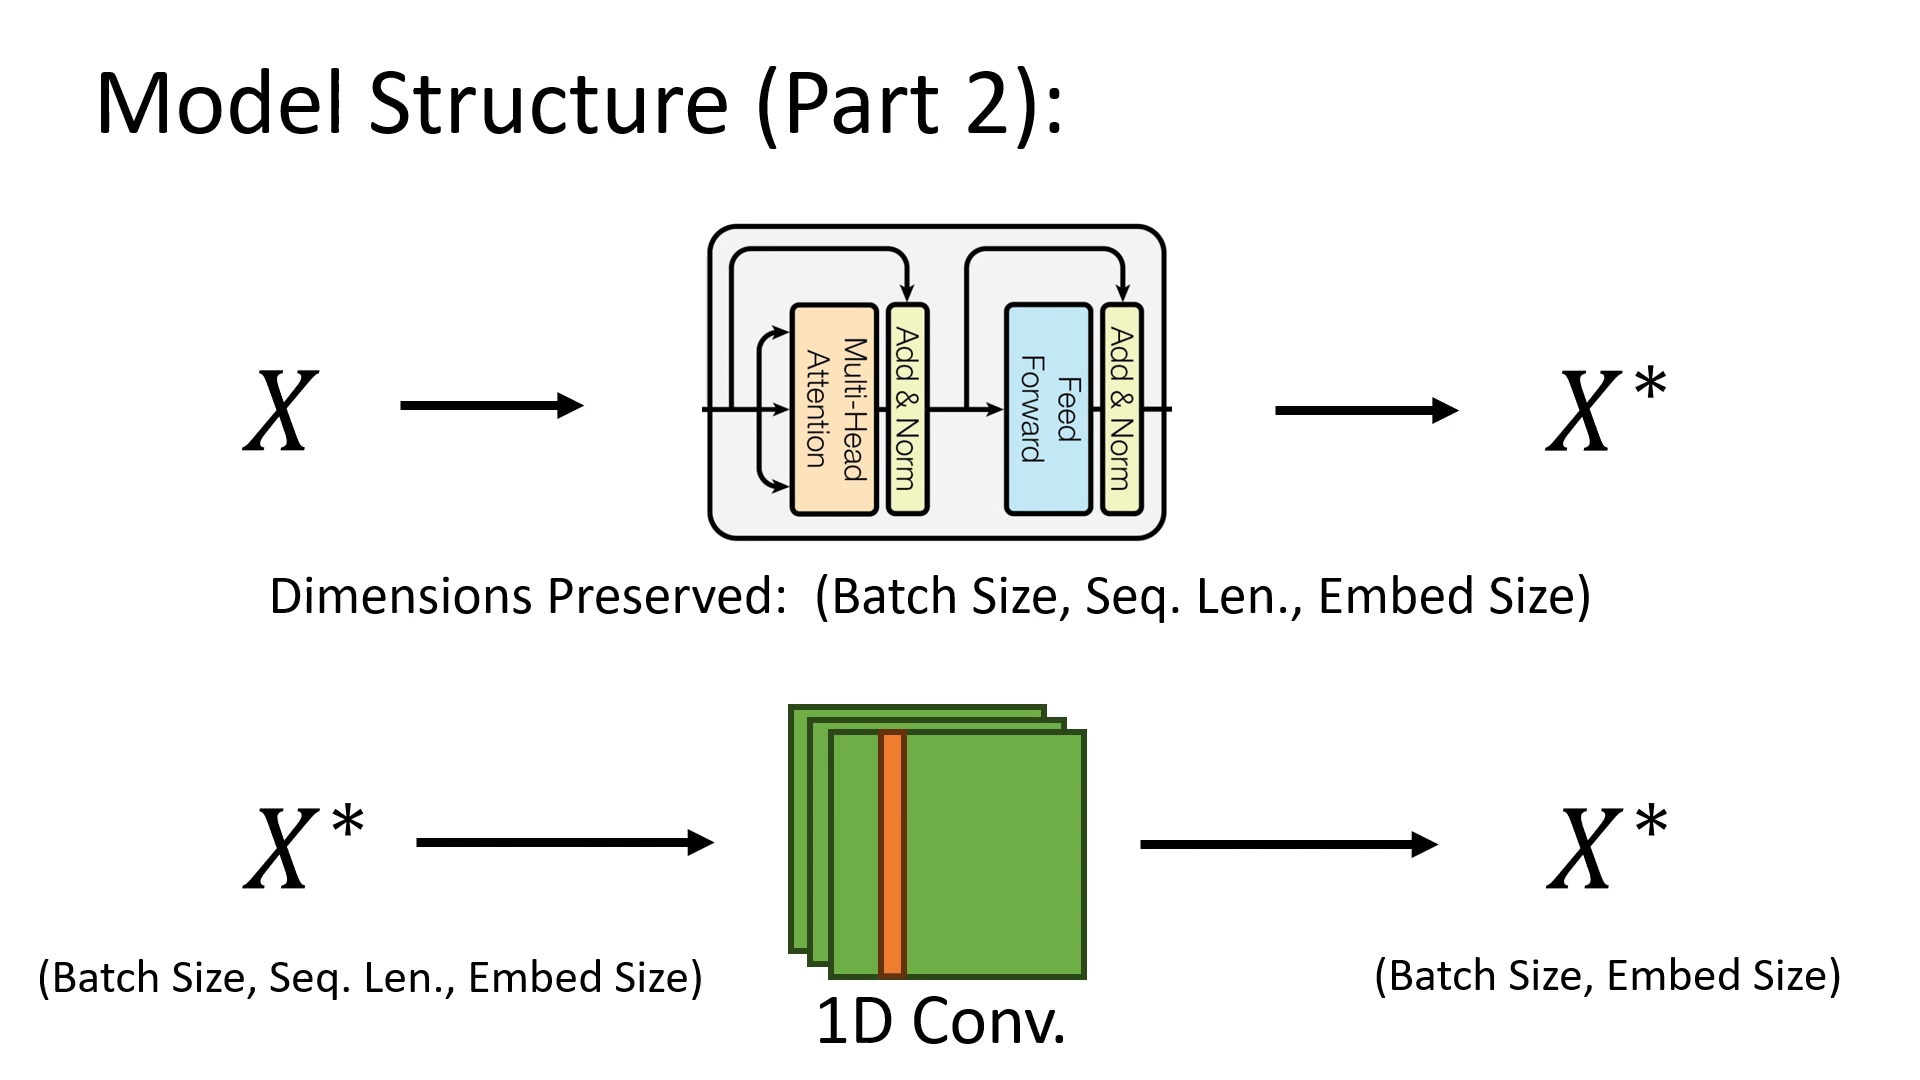 Model Structure (Part 2):
X
Multi-Head
Attention
Add & Norm
Feed
Forward
Add & Norm
X*
Dimensions Preserved: (Batch Size, Seq. Len., Embed Size)
X*
X*
(Batch Size, Seq. Len., Embed Size)
(Batch Size, Embed Size)
1D Conv.